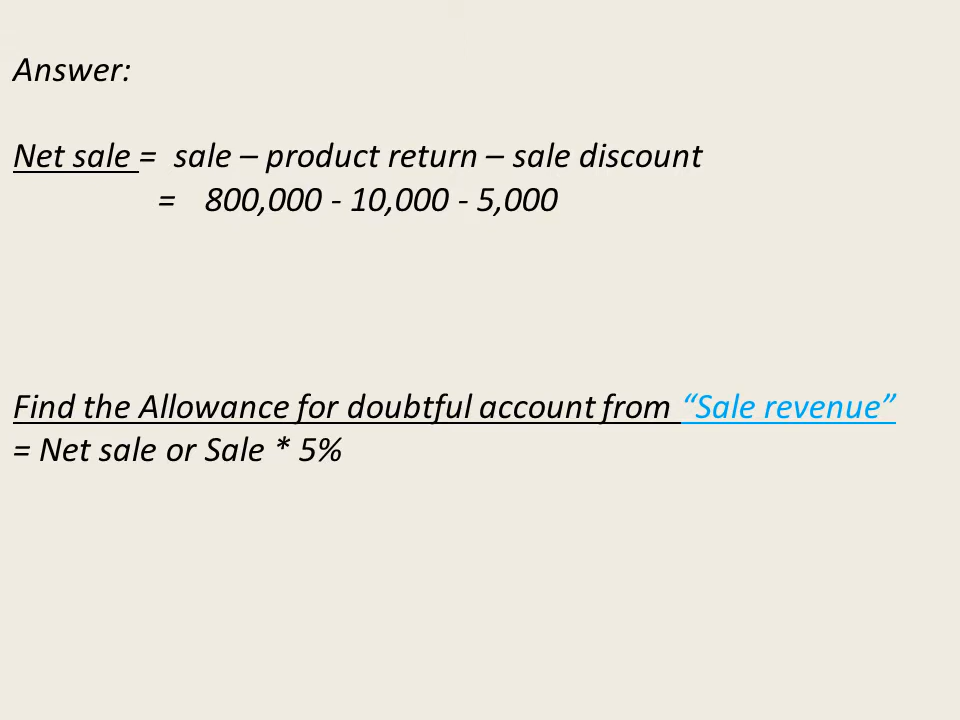 Answer:
Net sale = sale – product return – sale discount
= 800,000 - 10,000 - 5,000
Find the Allowance for doubtful account from “Sale revenue”
= Net sale or Sale * 5%